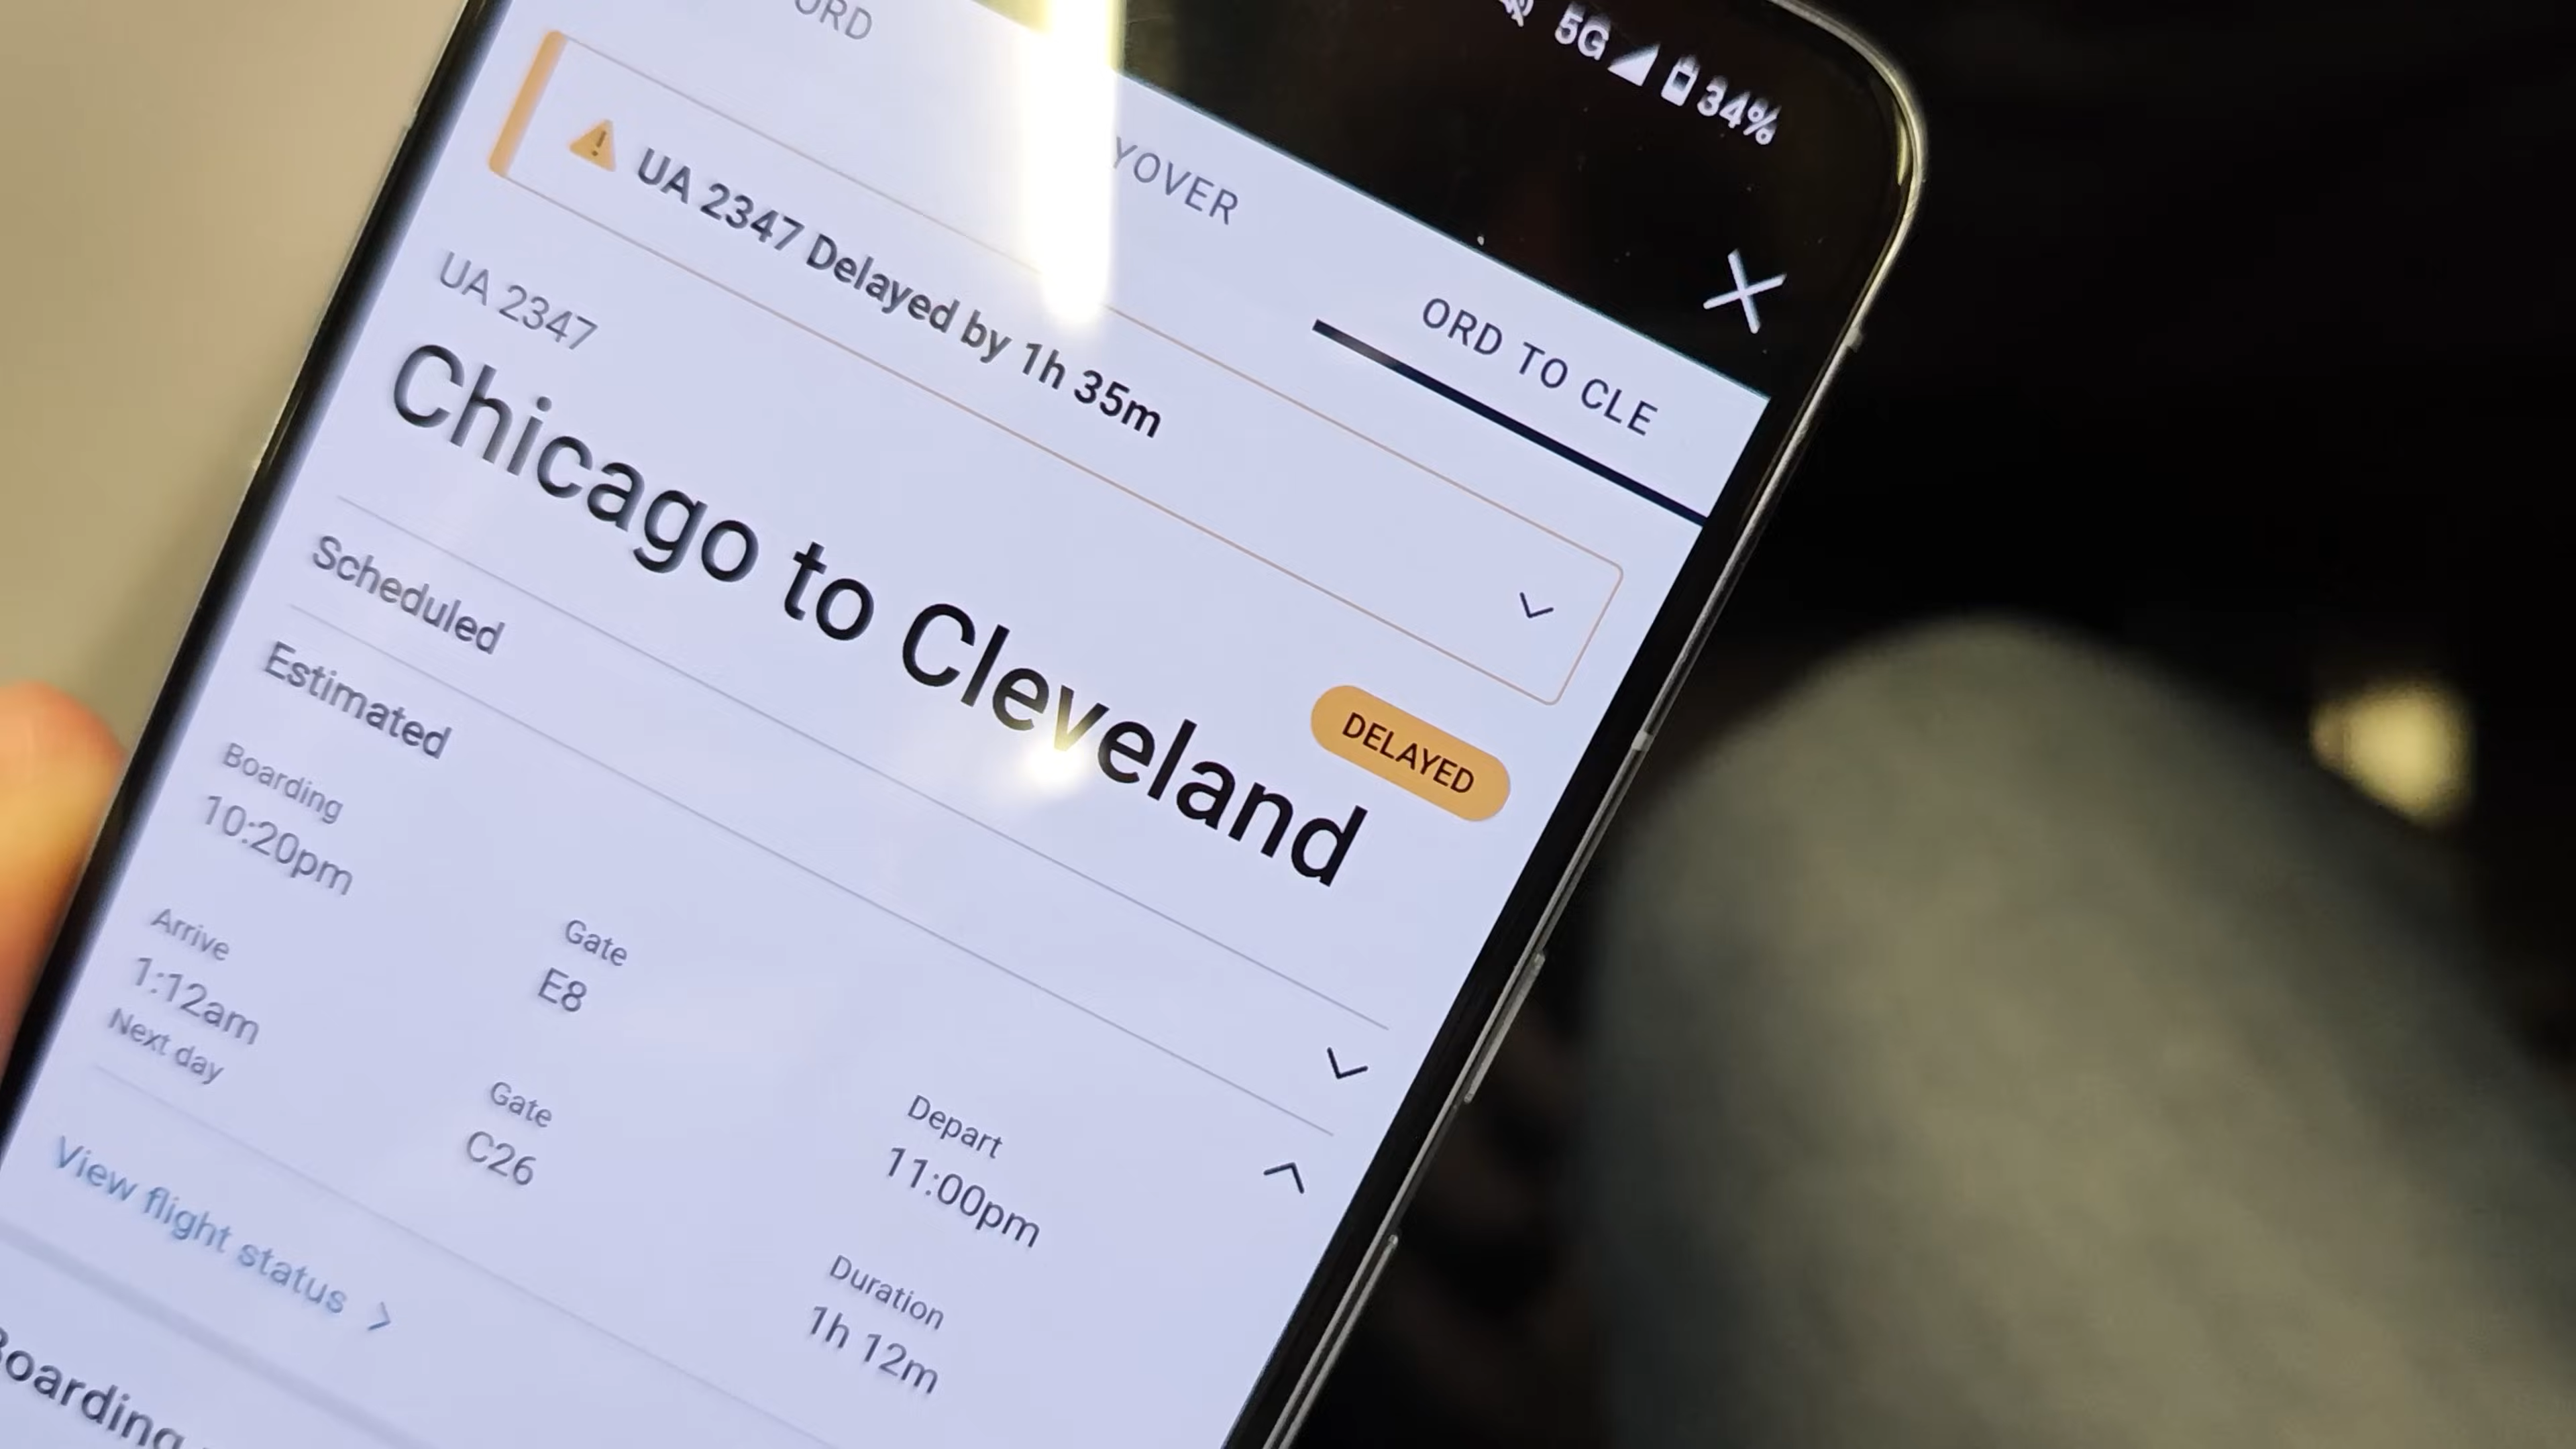 5G 34%
ORD
YOVER
ORD TO CLE
UA 2347 Delayed by 1h 35m
UA 2347
DELAYED
Chicago to Cleveland
Scheduled
Estimated
Boarding
10:20pm
Gate
E8
Depart
11:00pm
Arrive
1:12am
Next day
Gate
C26
Duration
1h 12m
View flight status
Boarding